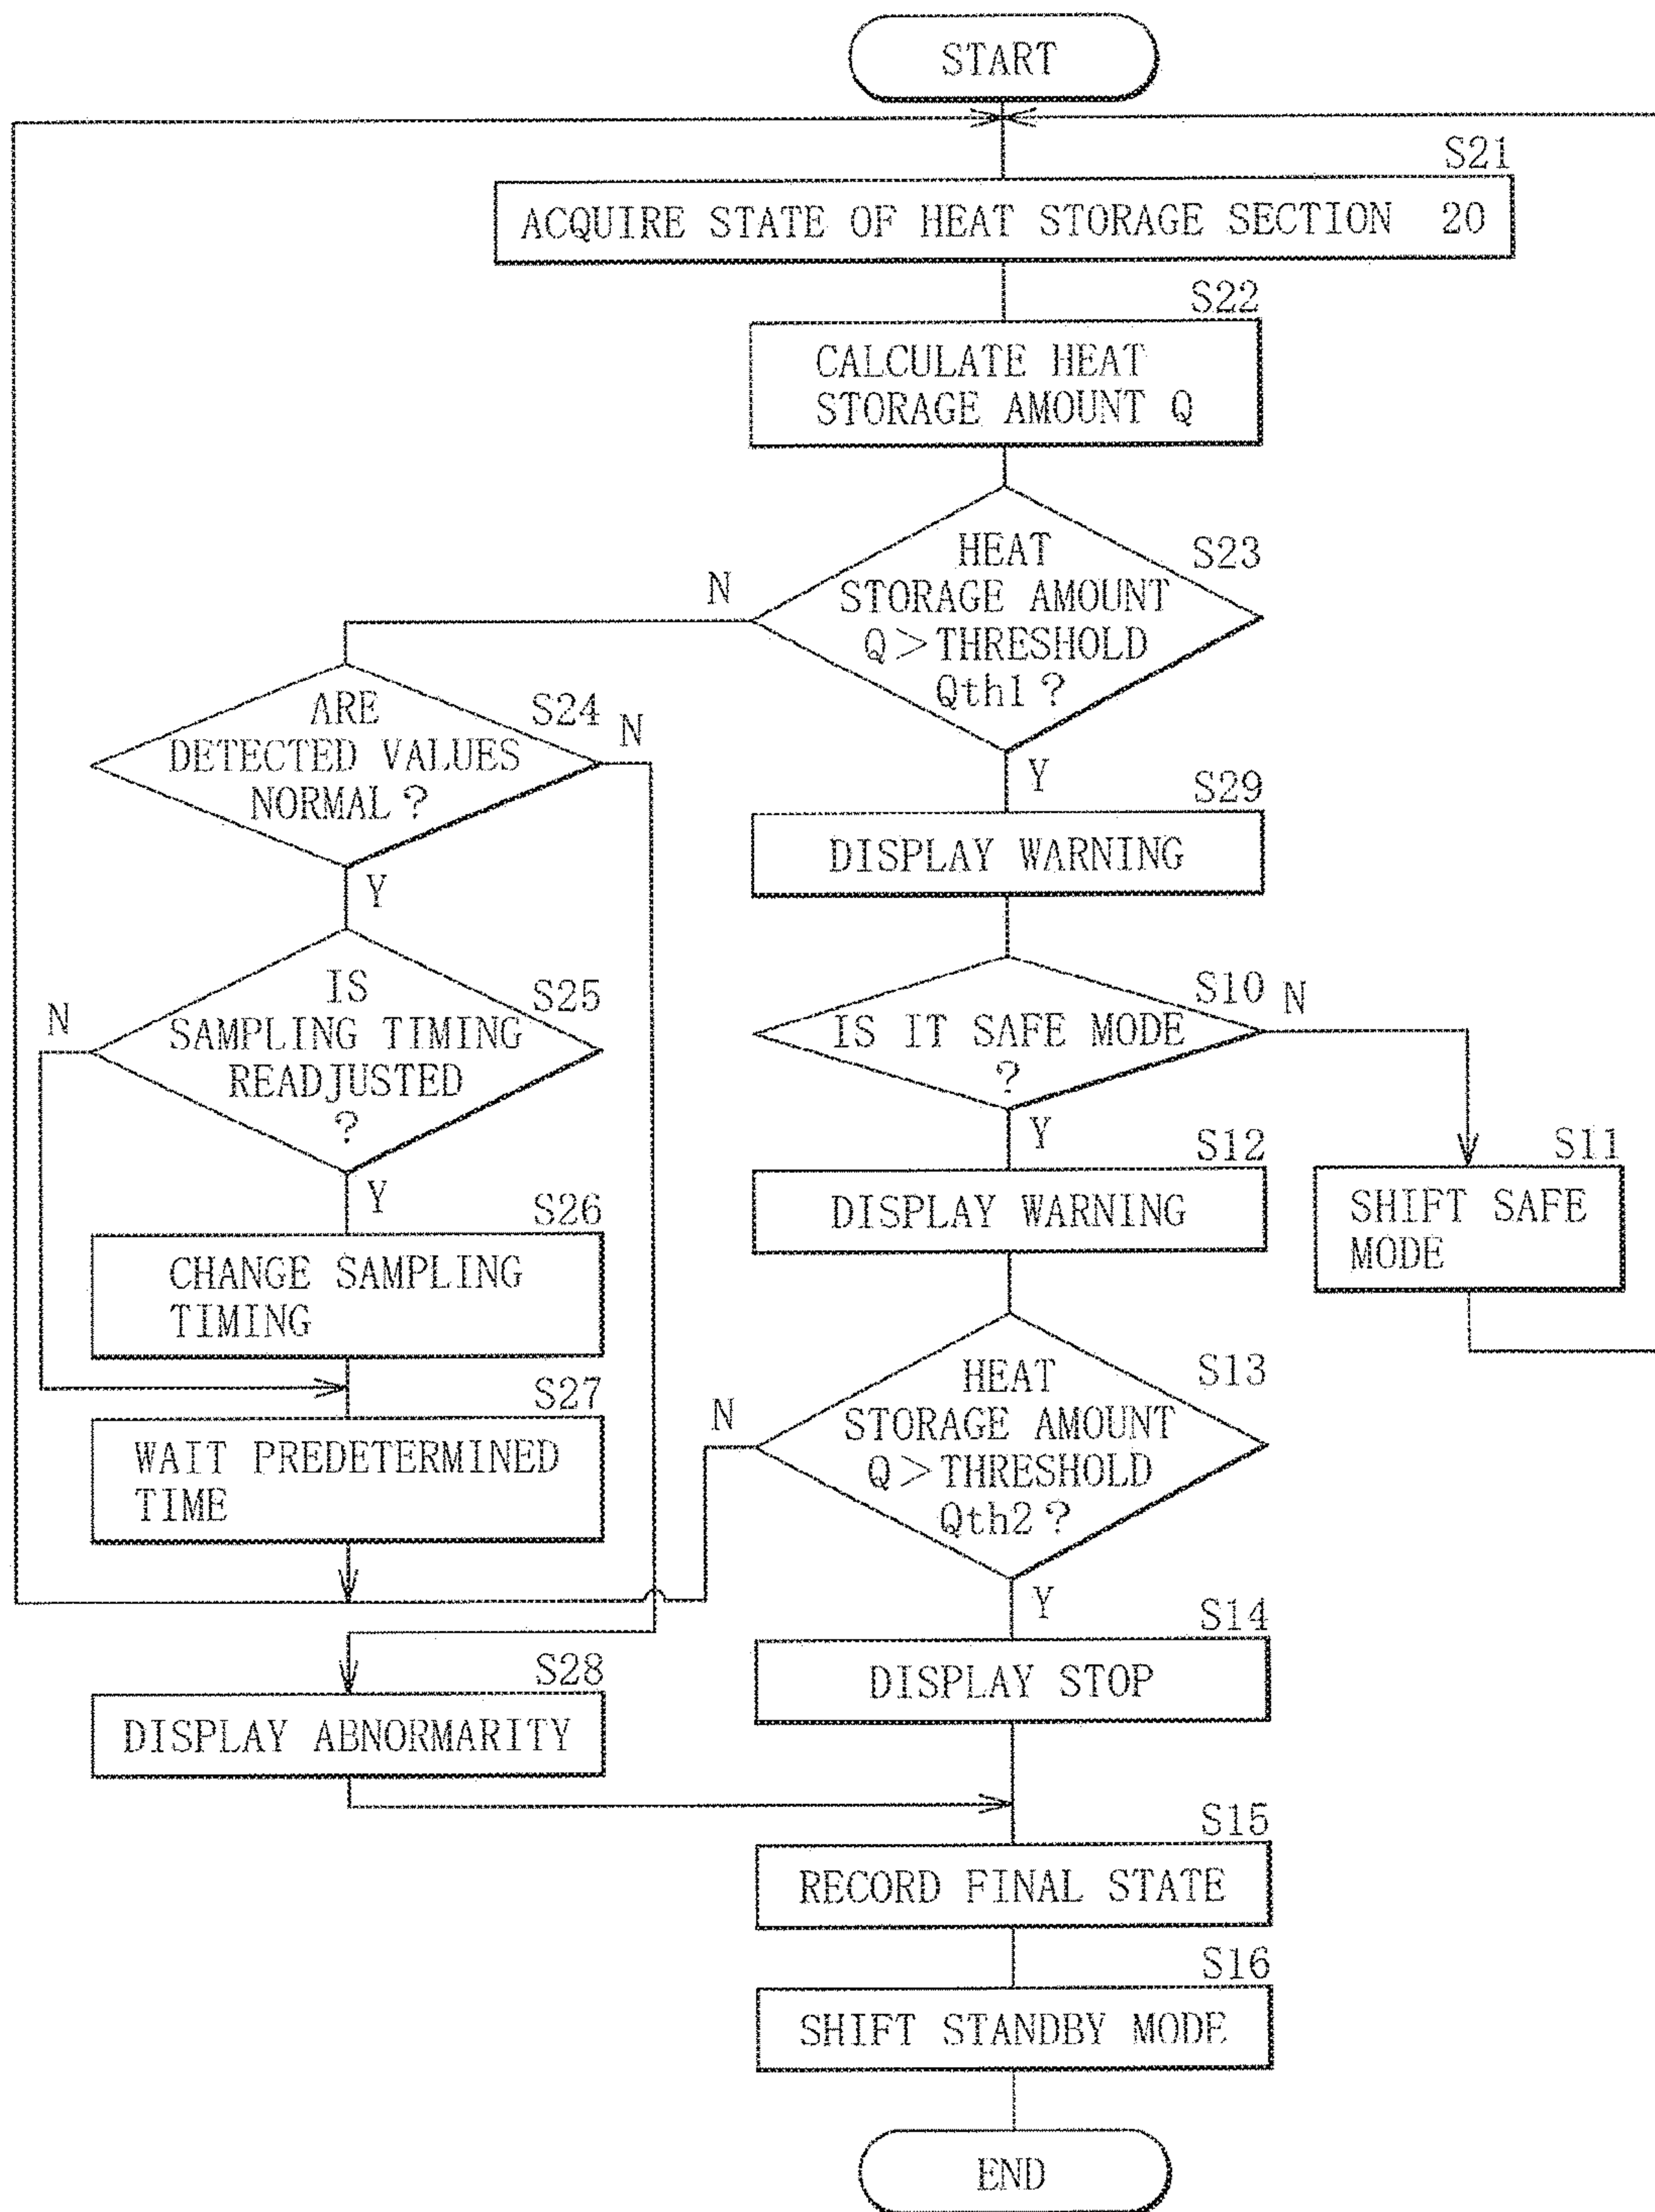 START
S21
ACQUIRE STATE OF HEAT STORAGE SECTION 20
S22
CALCULATE HEAT
STORAGE AMOUNT Q
S23
HEAT
STORAGE AMOUNT
Q>THRESHOLD
Qth1?
N
Y
S24
ARE
DETECTED VALUES
NORMAL?
N
Y
S29
DISPLAY WARNING
S25
IS
SAMPLING TIMING
READJUSTED
?
N
Y
S10
IS IT SAFE MODE
?
N
Y
S11
SHIFT SAFE
MODE
S12
DISPLAY WARNING
S26
CHANGE SAMPLING
TIMING
S27
WAIT PREDETERMINED
TIME
S13
HEAT
STORAGE AMOUNT
Q>THRESHOLD
Qth2?
N
Y
S14
DISPLAY STOP
S28
DISPLAY ABNORMARITY
S15
RECORD FINAL STATE
S16
SHIFT STANDBY MODE
END